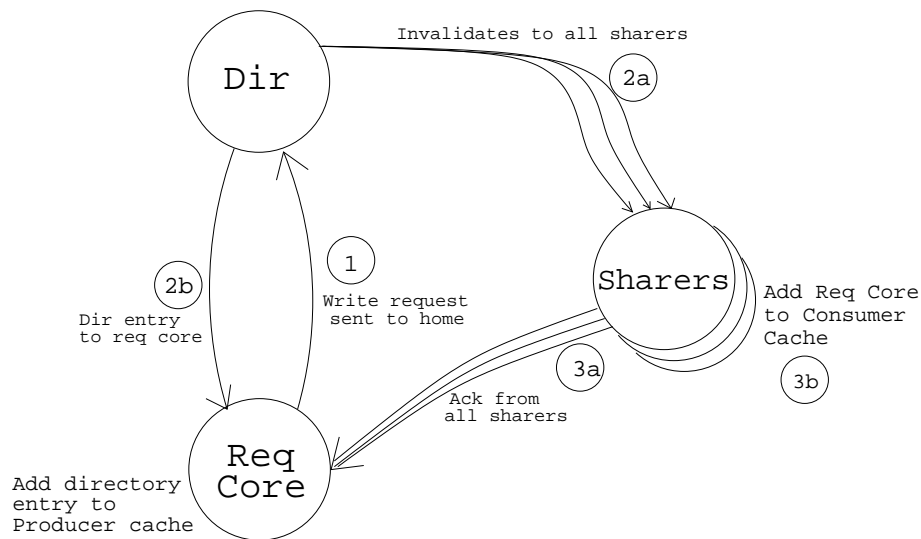 Invalidates to all sharers
Dir
2a
1
2b
Write request
sent to home
Dir entry
to req core
Sharers
Add Req Core
to Consumer
Cache
3b
3a
Ack from
all sharers
Req
Core
Add directory
entry to
Producer cache